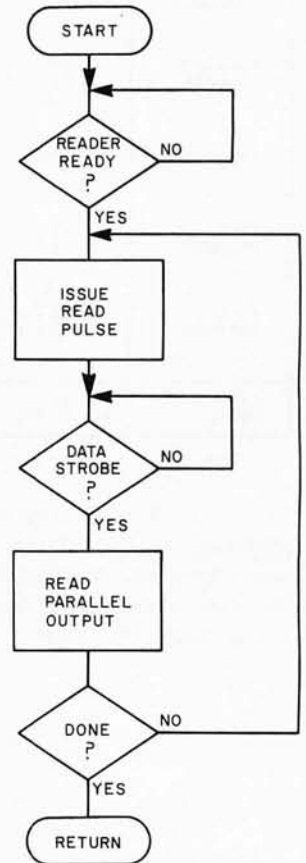 START
READER
READY
?
NO
YES
ISSUE
READ
PULSE
DATA
STROBE
?
NO
YES
READ
PARALLEL
OUTPUT
DONE
?
NO
YES
RETURN